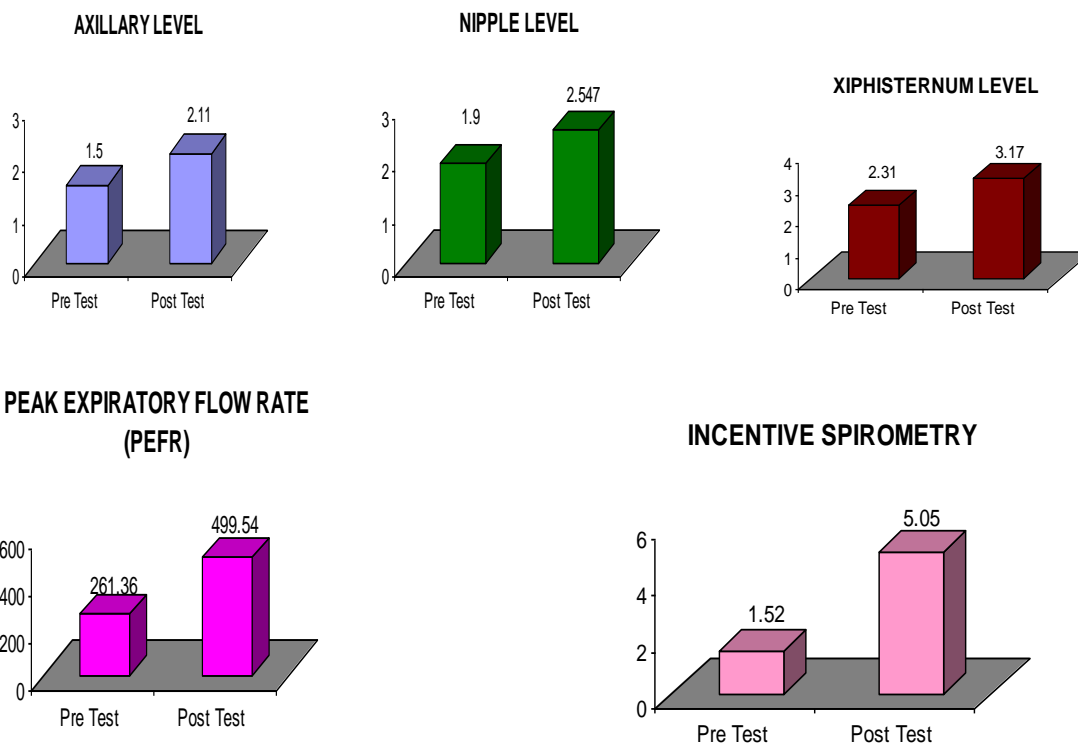 AXILLARY LEVEL
3
2
1
0
1.5
2.11
Pre Test Post Test
NIPPLE LEVEL
3
2
1
0
1.9
2.547
Pre Test Post Test
XIPHISTERNUM LEVEL
4
3
2
1
0
2.31
3.17
Pre Test Post Test
PEAK EXPIRATORY FLOW RATE
(PEFR)
600
400
200
0
261.36
499.54
Pre Test Post Test
INCENTIVE SPIROMETRY
6
4
2
0
1.52
5.05
Pre Test Post Test